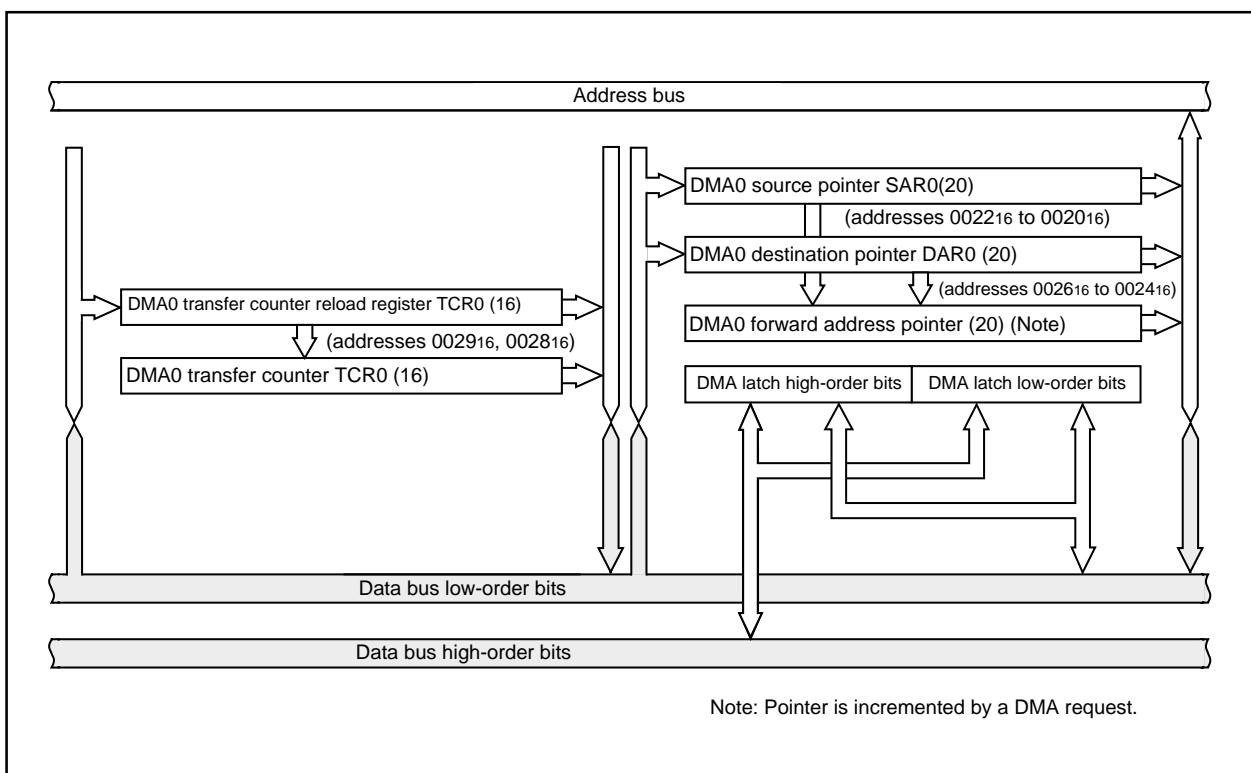 Address bus
DMA0 source pointer SAR0(20)
(addresses 002216 to 002016)
DMA0 destination pointer DAR0 (20)
(addresses 002616 to 002416)
DMA0 transfer counter reload register TCR0 (16)
DMA0 forward address pointer (20) (Note)
(addresses 002916, 002816)
DMA0 transfer counter TCR0 (16)
DMA latch high-order bits
DMA latch low-order bits
Data bus low-order bits
Data bus high-order bits
Note: Pointer is incremented by a DMA request.